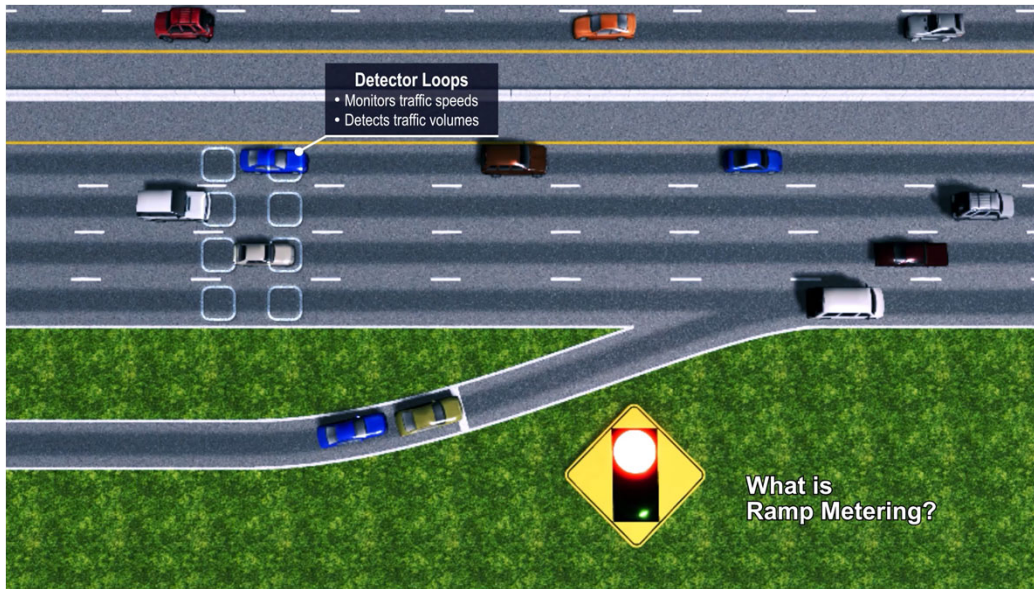 Detector Loops
• Monitors traffic speeds
• Detects traffic volumes
What is
Ramp Metering?